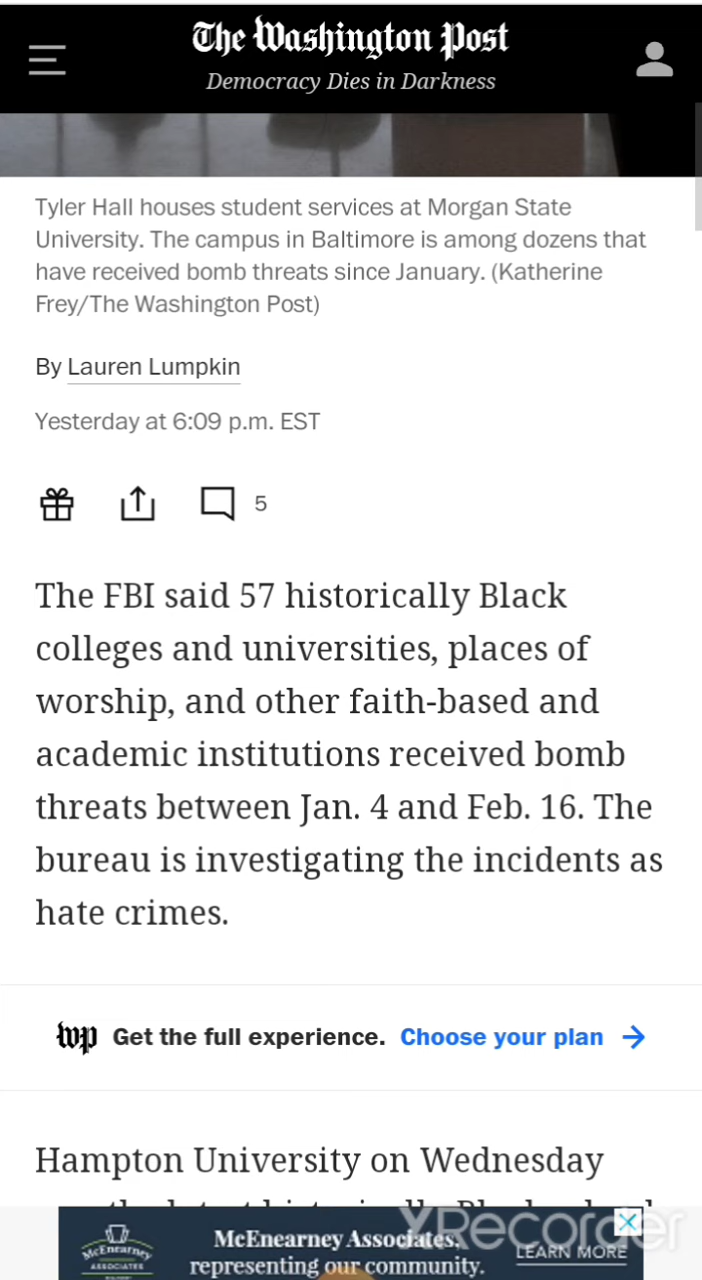 The Washington Post
Democracy Dies in Darkness
Tyler Hall houses student services at Morgan State
University. The campus in Baltimore is among dozens that
have received bomb threats since January. (Katherine
Frey/The Washington Post)
By Lauren Lumpkin
Yesterday at 6:09 p.m. EST
5
The FBI said 57 historically Black
colleges and universities, places of
worship, and other faith-based and
academic institutions received bomb
threats between Jan. 4 and Feb. 16. The
bureau is investigating the incidents as
hate crimes.
wp Get the full experience. Choose your plan →
Hampton University on Wednesday
XRecorder
McEnearney
ASSOCIATES
McEnearney Associates,
representing our community.
LEARN MORE